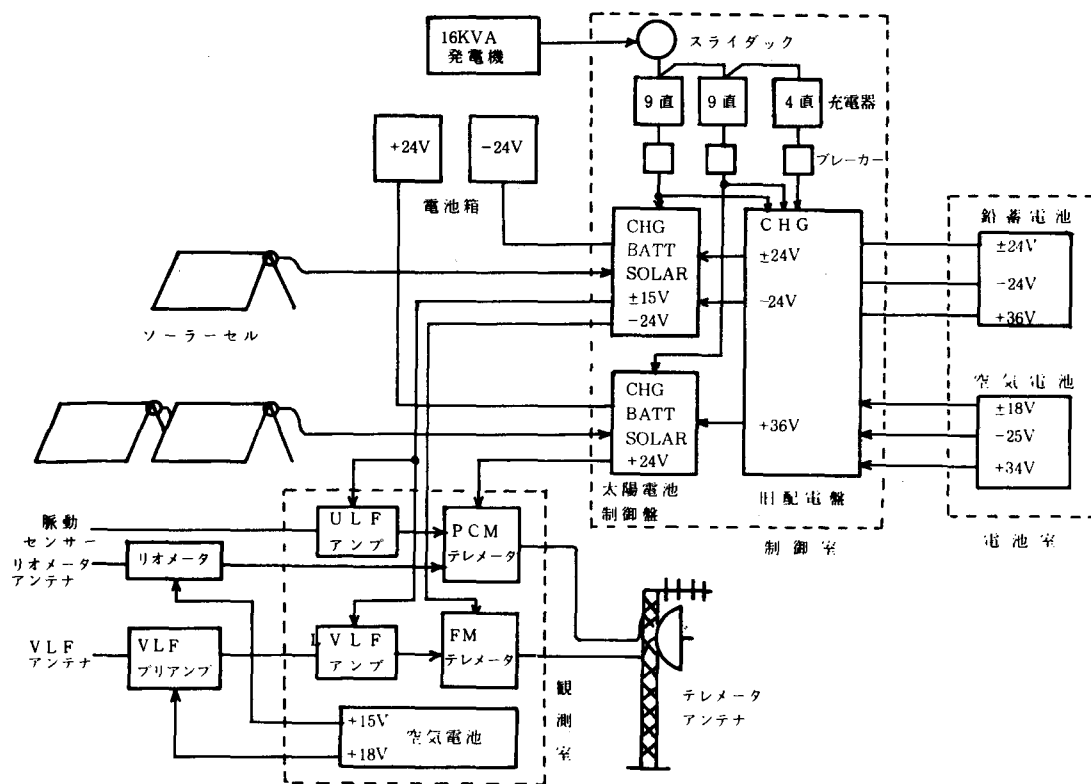 16KVA
発電機
スライダック
9直
9直
4直
充電器
ブレーカー
+24V
-24V
電池箱
CHG
BATT
SOLAR
±15V
-24V
CHG
±24V
-24V
+36V
鉛蓄電池
±24V
-24V
+36V
ソーラーセル
CHG
BATT
SOLAR
+24V
空気電池
±18V
-25V
+34V
太陽電池
制御盤
旧配電盤
制御室
電池室
脈動
センサー
ULF
アンプ
PCM
テレメータ
リオメータ
アンテナ
リオメータ
VLF
アンテナ
VLF
プリアンプ
LVLF
アンプ
FM
テレメータ
観測室
+15V
+18V
空気電池
テレメータ
アンテナ